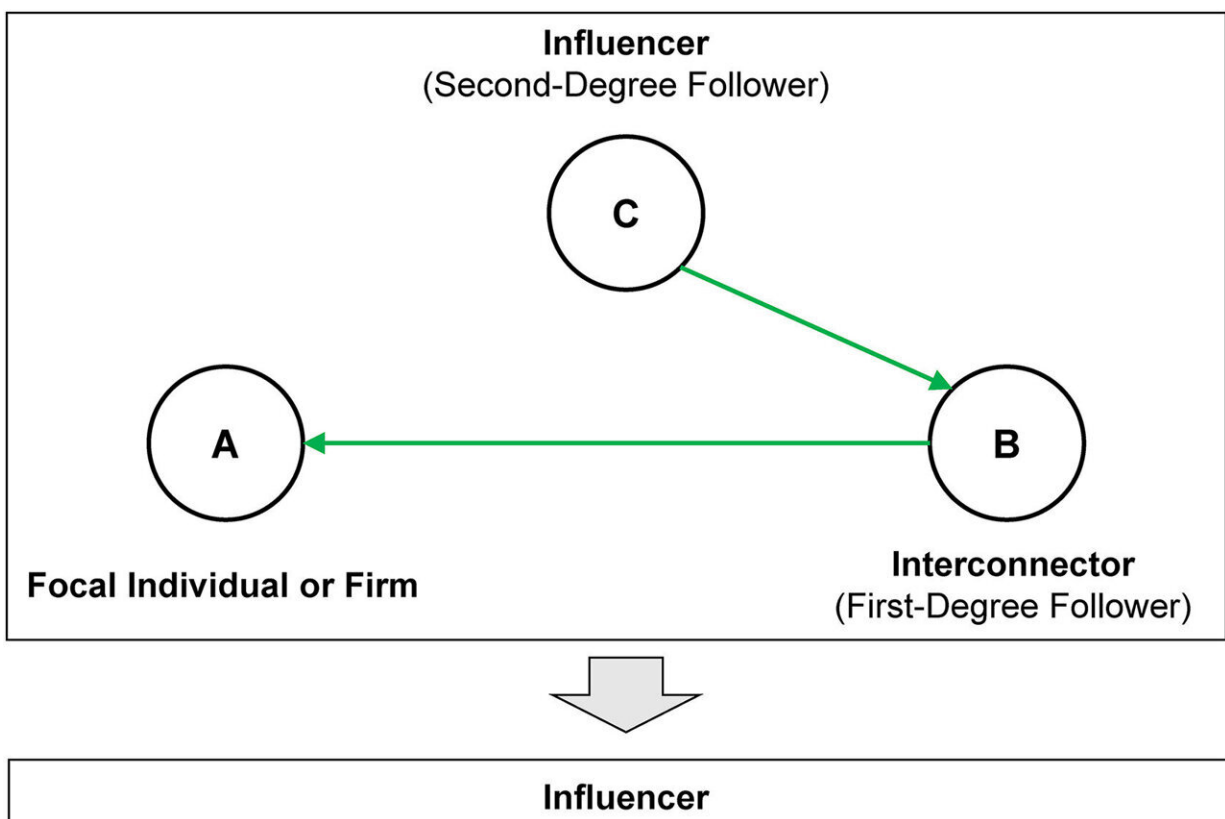 Influencer
(Second-Degree Follower)
C
A
B
Focal Individual or Firm
Interconnector
(First-Degree Follower)
Influencer